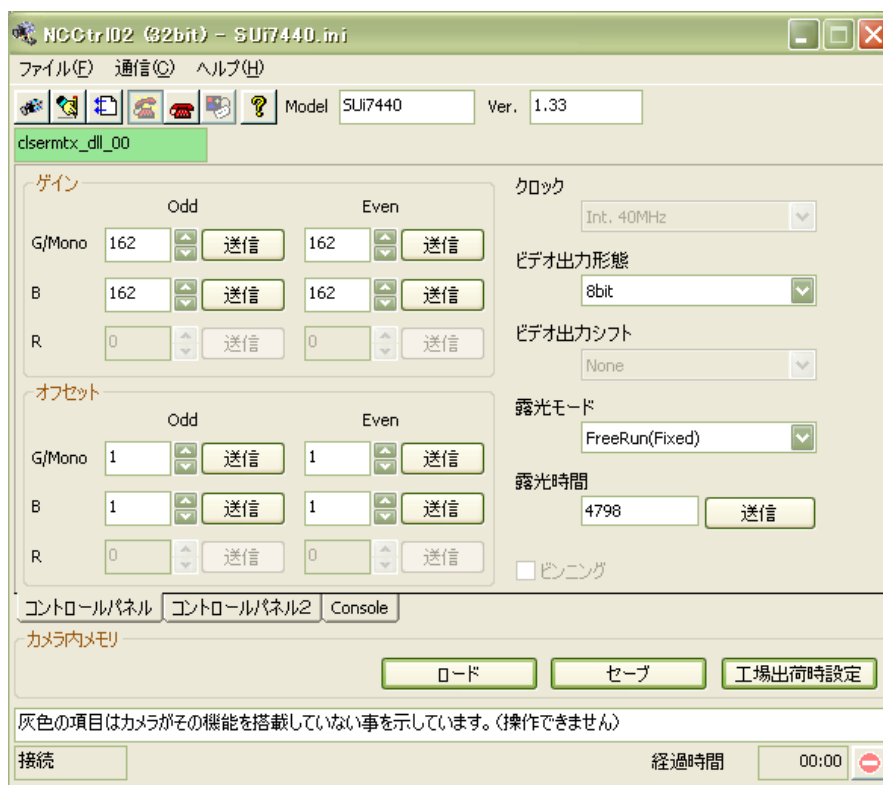 NCCtrl02 (32bit) - SUi7440.ini
ファイル(F) 通信(C) ヘルプ(H)
Model SUi7440 Ver. 1.33
clsermtx_dll_00
ゲイン
Odd Even
G/Mono 162 送信 162 送信
B 162 送信 162 送信
R 0 送信 0 送信
オフセット
Odd Even
G/Mono 1 送信 1 送信
B 1 送信 1 送信
R 0 送信 0 送信
クロック
Int. 40MHz
ビデオ出力形態
8bit
ビデオ出力シフト
None
露光モード
FreeRun(Fixed)
露光時間
4798 送信
ビンニング
コントロールパネル コントロールパネル2 Console
カメラ内メモリ
ロード セーブ 工場出荷時設定
灰色の項目はカメラがその機能を搭載していない事を示しています。(操作できません)
接続 経過時間 00:00